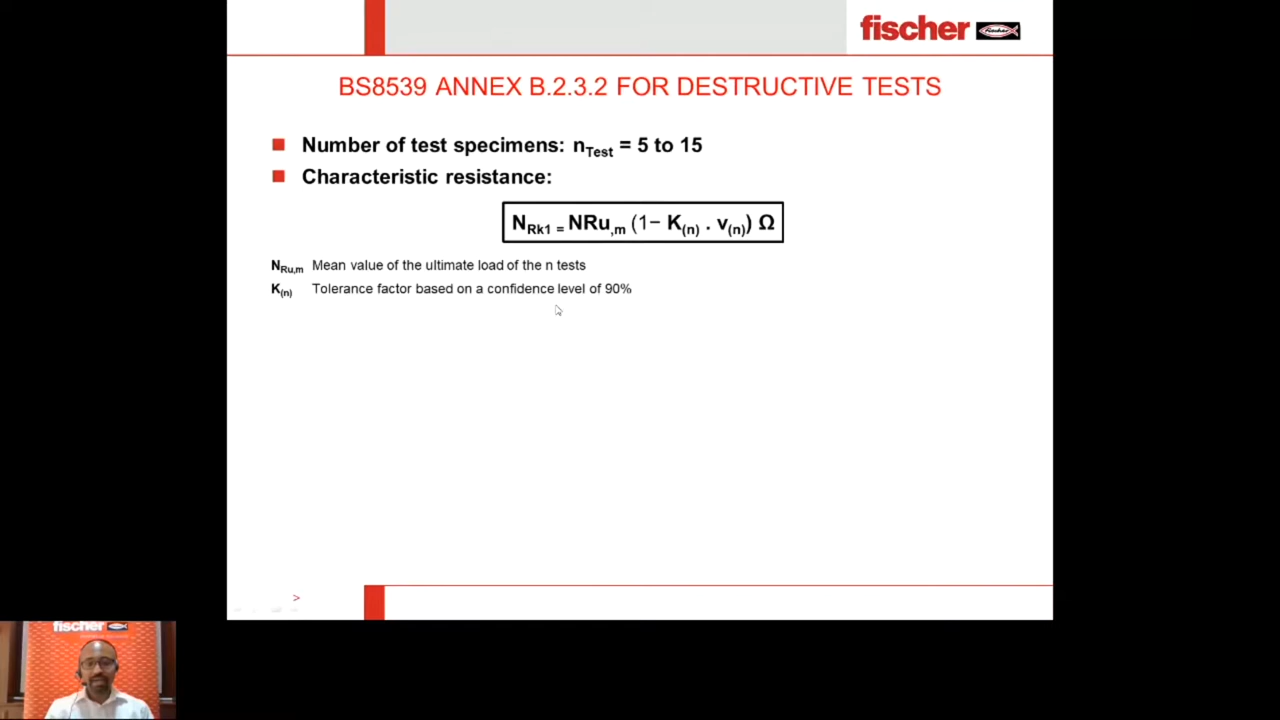 fischer
BS8539 ANNEX B.2.3.2 FOR DESTRUCTIVE TESTS
Number of test specimens: nTest = 5 to 15
Characteristic resistance:
NRk1 = NRu,m (1− K(n) . v(n)) Ω
NRu,m Mean value of the ultimate load of the n tests
K(n) Tolerance factor based on a confidence level of 90%
>
fischer